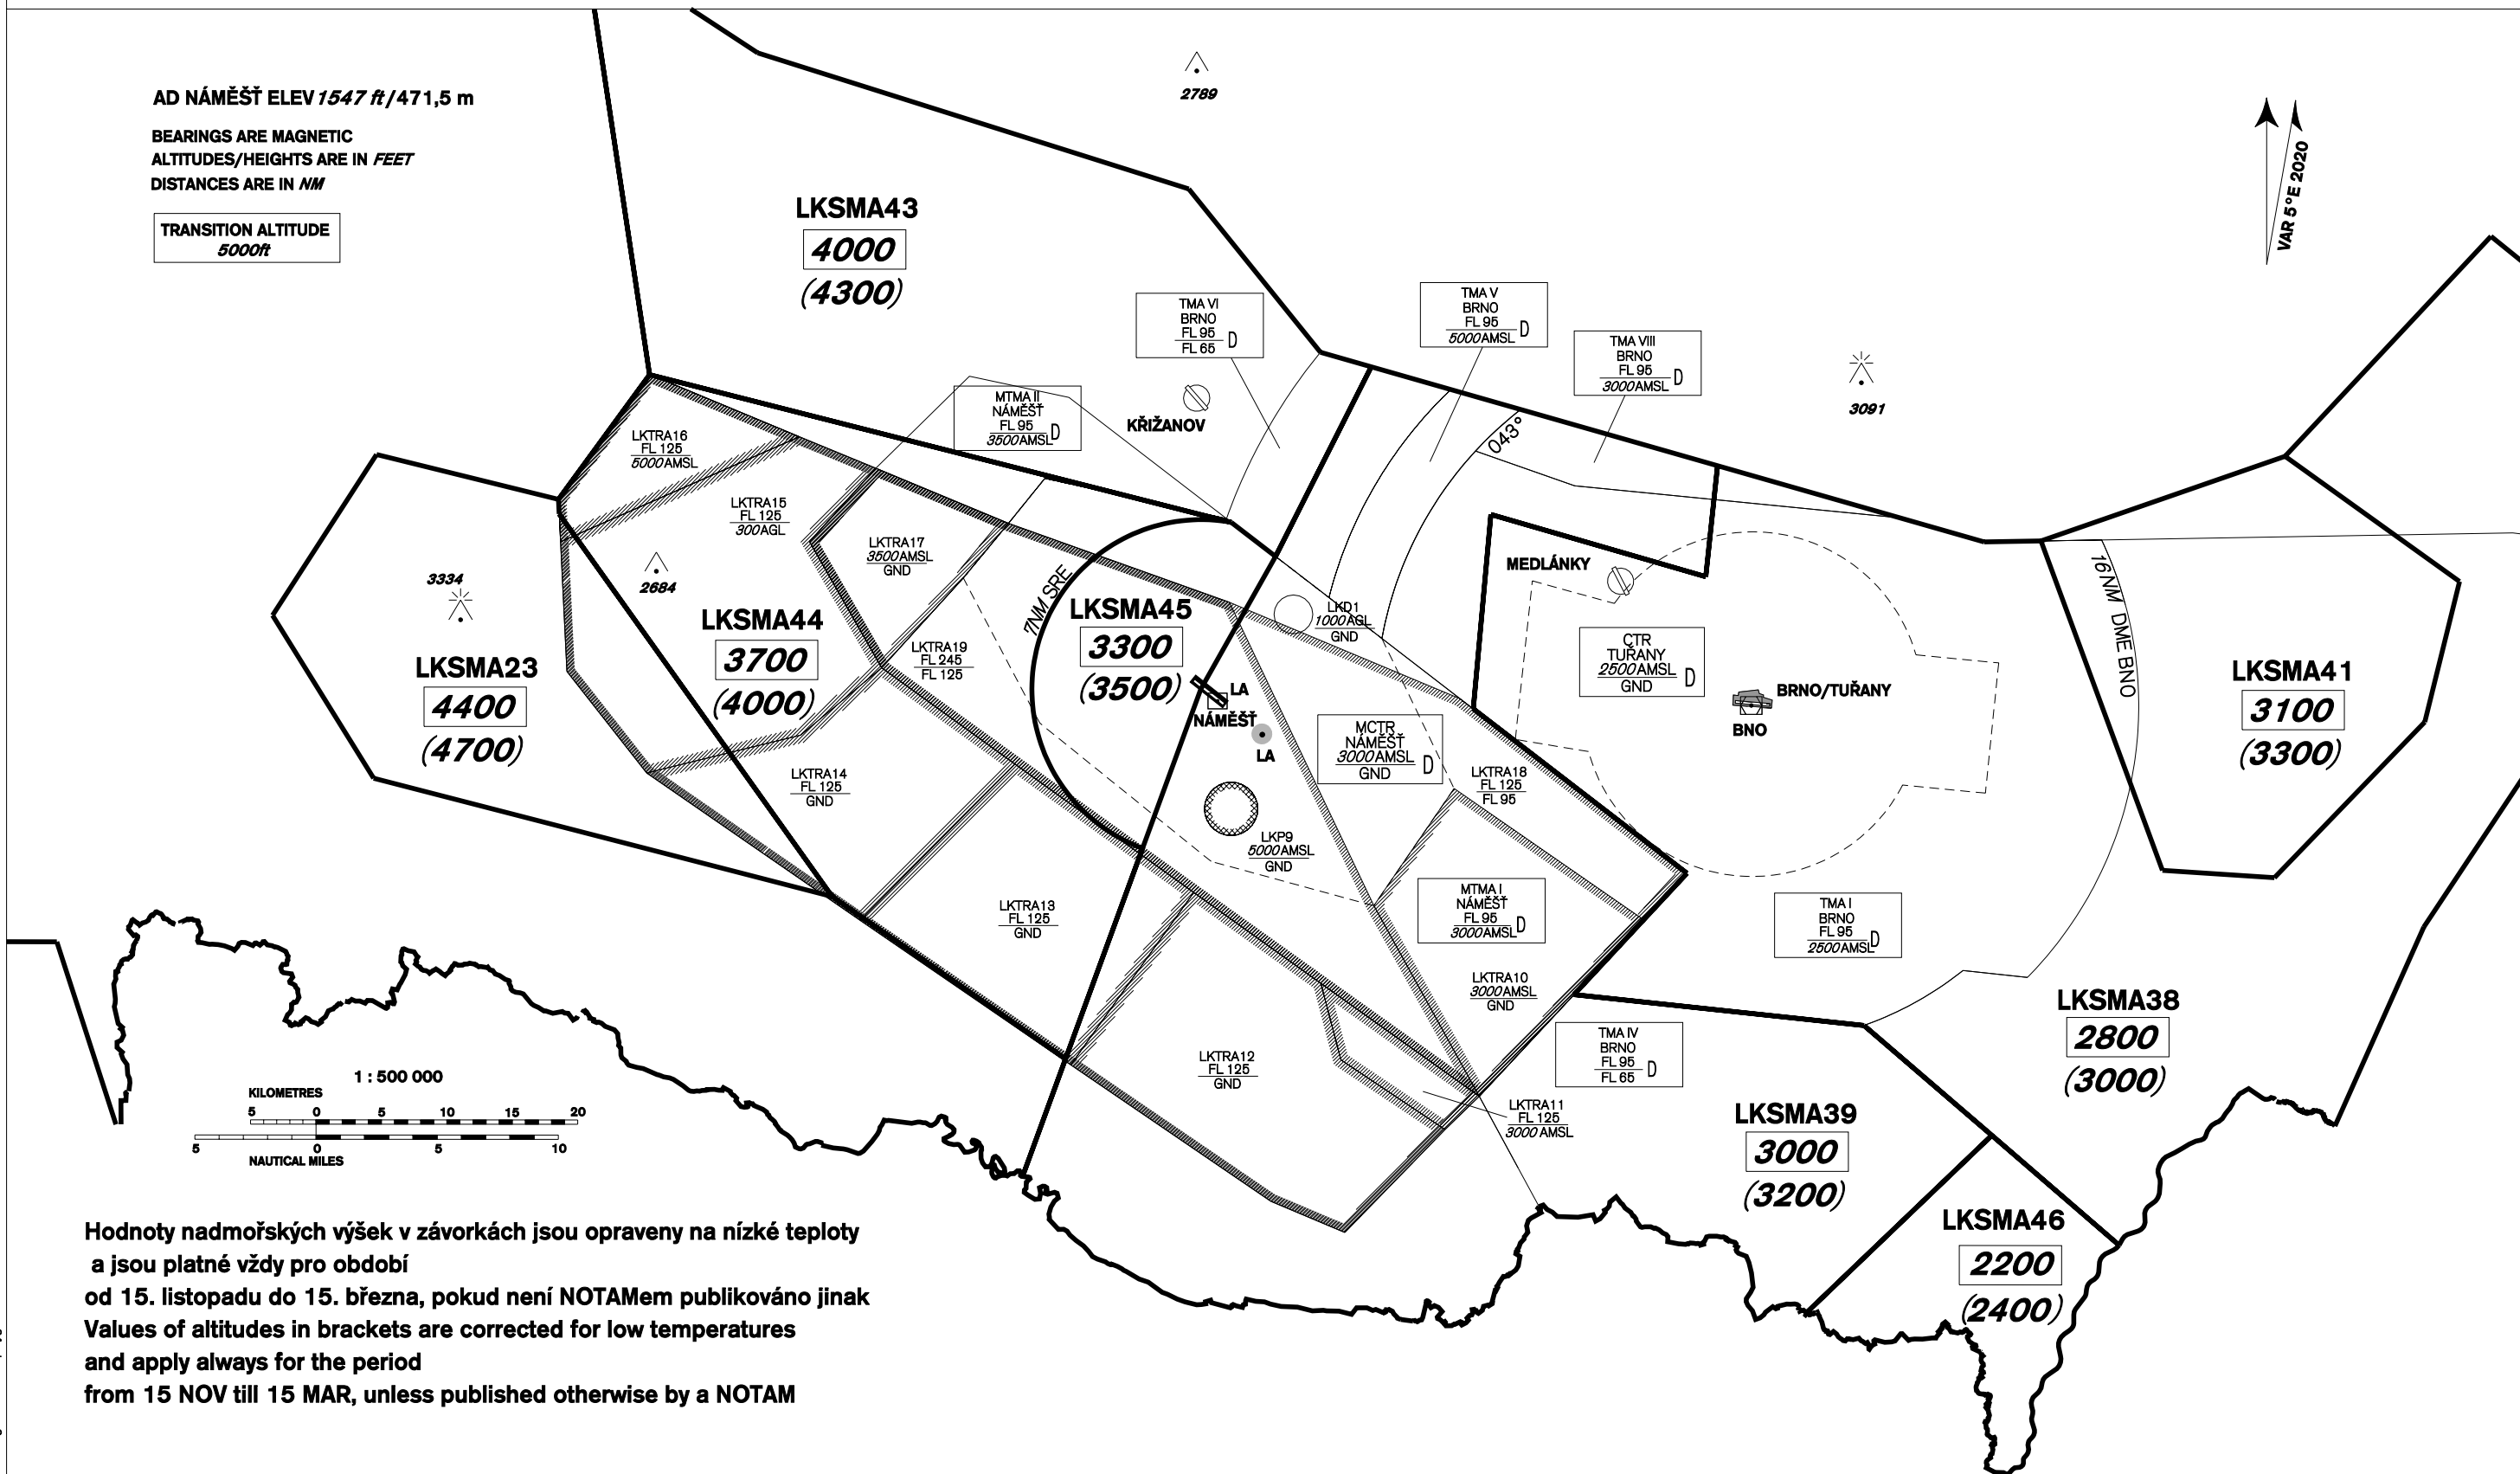 AD NÁMĚŠŤ ELEV 1547 ft/471,5 m
BEARINGS ARE MAGNETIC
ALTITUDES/HEIGHTS ARE IN FEET
DISTANCES ARE IN NM
TRANSITION ALTITUDE
5000ft
2789
VAR 5°E 2020
LKSMA43
4000
(4300)
TMA VI
BRNO
FL 95
FL 65
D
TMA V
BRNO
FL 95
5000AMSL
D
TMA VIII
BRNO
FL 95
3000AMSL
D
3091
MTMA II
NÁMĚŠŤ
FL 95
3500AMSL
D
KŘIŽANOV
043°
LKTRA16
FL 125
5000AMSL
LKTRA15
FL 125
300AGL
LKTRA17
3500AMSL
GND
3334
2684
7NM SRE
MEDLÁNKY
16NM DME BNO
LKSMA23
4400
(4700)
LKSMA44
3700
(4000)
LKTRA19
FL 245
FL 125
LKSMA45
3300
(3500)
LKD1
1000AGL
GND
LA
NÁMĚŠŤ
LA
CTR
TUŘANY
2500AMSL
GND
D
BRNO/TUŘANY
BNO
LKSMA41
3100
(3300)
MCTR
NÁMĚŠŤ
3000AMSL
GND
D
LKTRA14
FL 125
GND
LKTRA18
FL 125
FL 95
LKP9
5000AMSL
GND
LKTRA13
FL 125
GND
MTMA I
NÁMĚŠŤ
FL 95
3000AMSL
D
TMA I
BRNO
FL 95
2500AMSL
D
LKTRA10
3000AMSL
GND
LKSMA38
2800
(3000)
TMA IV
BRNO
FL 95
FL 65
D
LKTRA12
FL 125
GND
LKTRA11
FL 125
3000AMSL
LKSMA39
3000
(3200)
LKSMA46
2200
(2400)
1 : 500 000
KILOMETRES
5 0 5 10 15 20
5 0 5 10
NAUTICAL MILES
Hodnoty nadmořských výšek v závorkách jsou opraveny na nízké teploty
a jsou platné vždy pro období
od 15. listopadu do 15. března, pokud není NOTAMem publikováno jinak
Values of altitudes in brackets are corrected for low temperatures
and apply always for the period
from 15 NOV till 15 MAR, unless published otherwise by a NOTAM